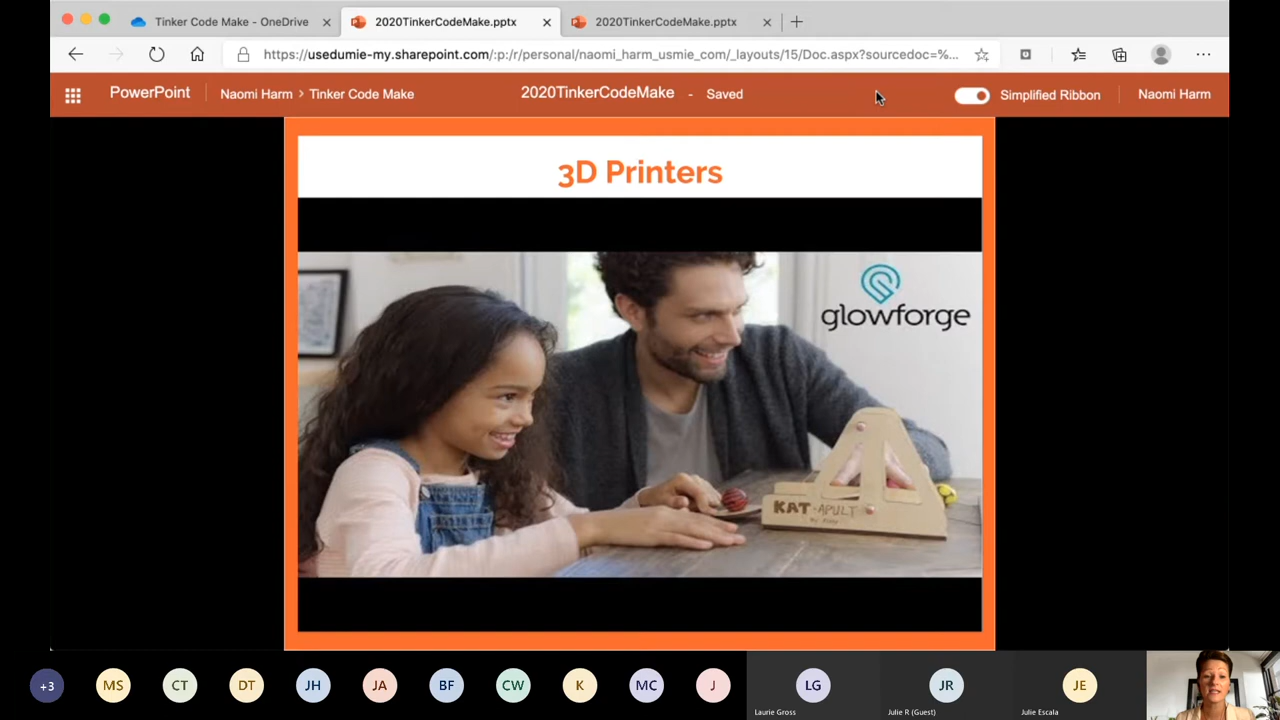 Tinker Code Make - OneDrive
2020TinkerCodeMake.pptx
2020TinkerCodeMake.pptx
https://usedumie-my.sharepoint.com/:p:/r/personal/naomi_harm_usmie_com/_layouts/15/Doc.aspx?sourcedoc=%...
PowerPoint
Naomi Harm > Tinker Code Make
2020TinkerCodeMake - Saved
Simplified Ribbon
Naomi Harm
3D Printers
glowforge
KAT-APULT
+3
MS
CT
DT
JH
JA
BF
CW
K
MC
J
LG
JR
JE
Laurie Gross
Julie R (Guest)
Julie Escala